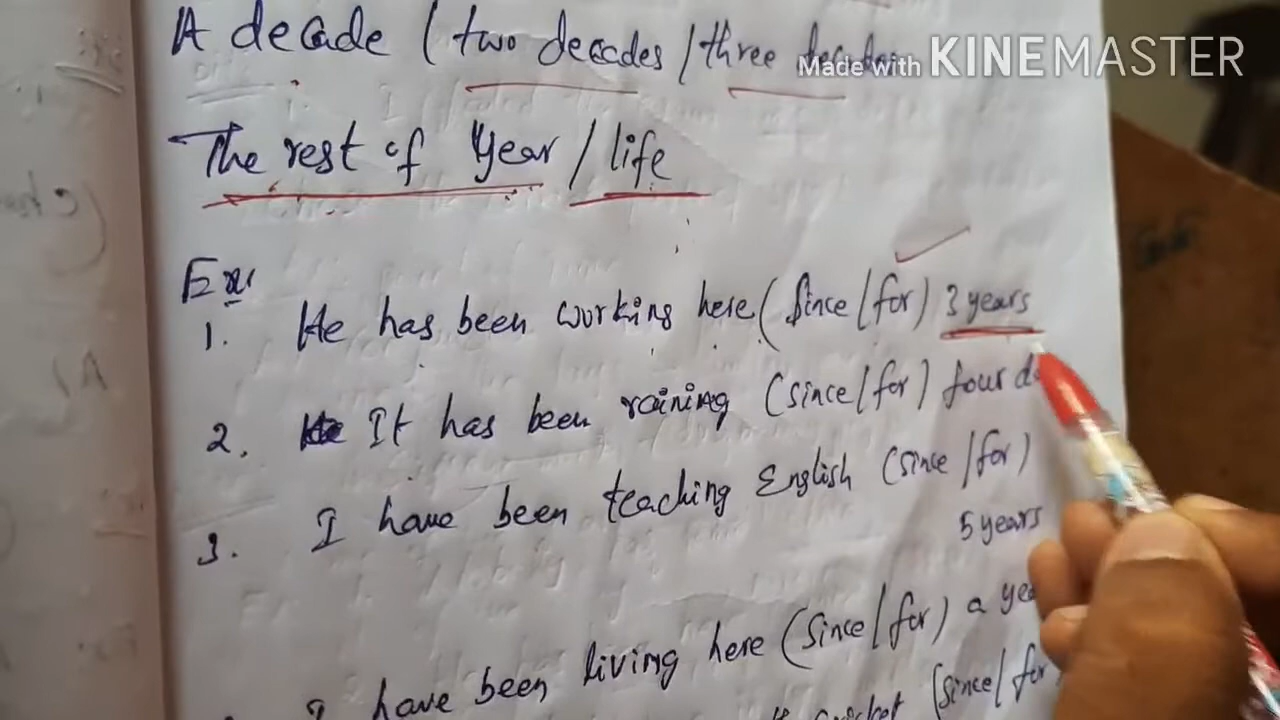 A decade (two decades / three
Made with KINEMASTER
The rest of Year / life
Ex
1. He has been working here (Since / for) 3 years
2. It has been raining (since / for) four
3. I have been teaching English (since / for)
5 years
I have been living here (Since / for) a
cricket (since / for